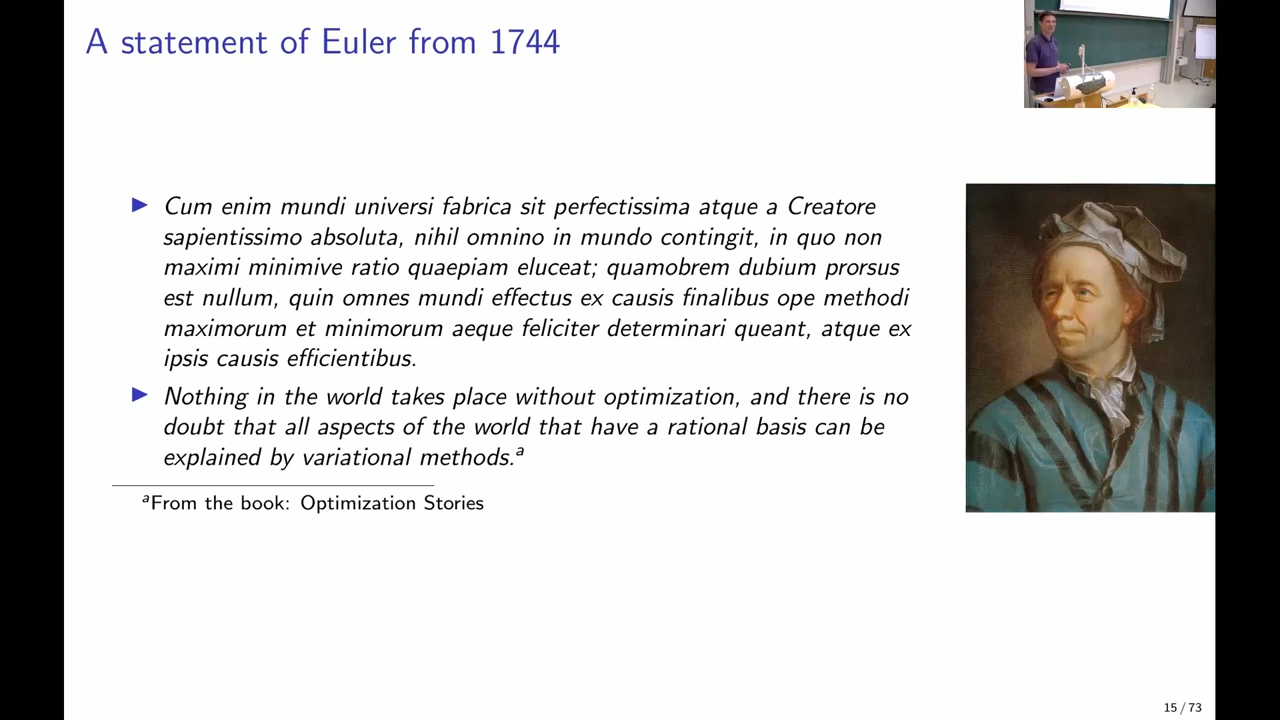 A statement of Euler from 1744
▶ Cum enim mundi universi fabrica sit perfectissima atque a Creatore
sapientissimo absoluta, nihil omnino in mundo contingit, in quo non
maximi minimive ratio quaepiam eluceat; quamobrem dubium prorsus
est nullum, quin omnes mundi effectus ex causis finalibus ope methodi
maximorum et minimorum aeque feliciter determinari queant, atque ex
ipsis causis efficientibus.
▶ Nothing in the world takes place without optimization, and there is no
doubt that all aspects of the world that have a rational basis can be
explained by variational methods.a
aFrom the book: Optimization Stories
15 / 73